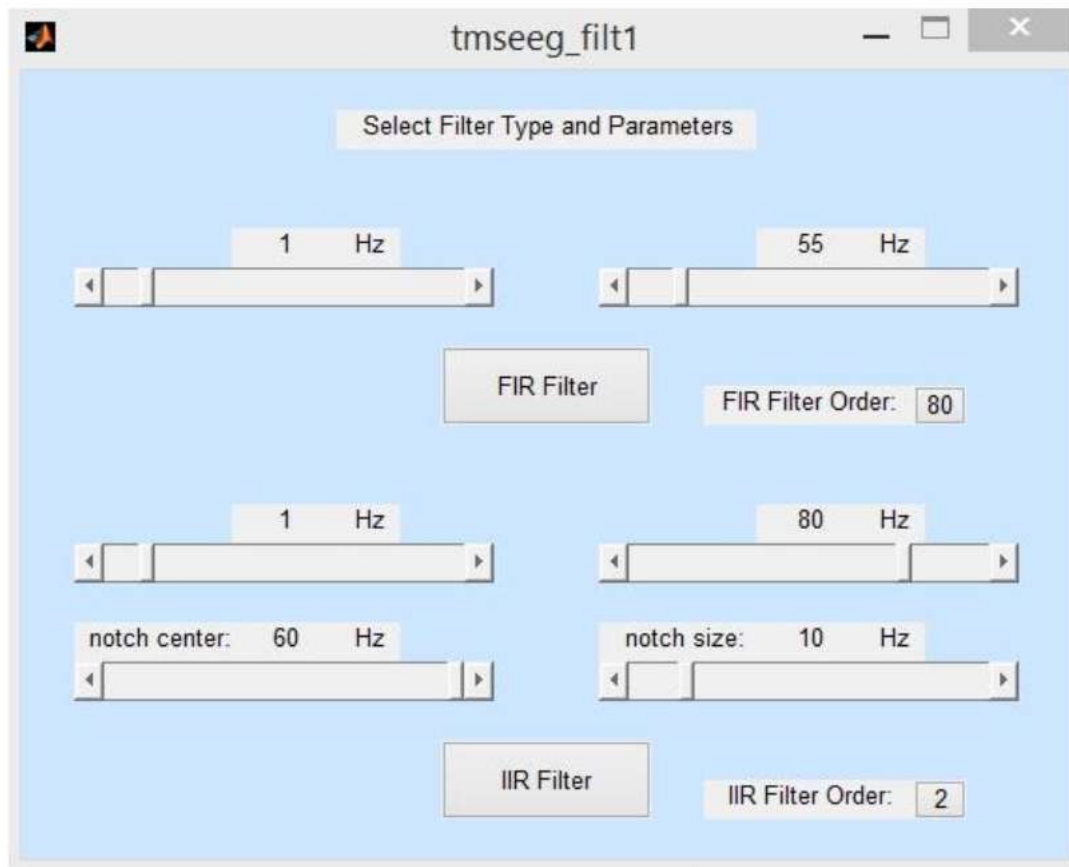 tmseeg_filt1
Select Filter Type and Parameters
1 Hz 55 Hz
FIR Filter
FIR Filter Order: 80
1 Hz 80 Hz
notch center: 60 Hz notch size: 10 Hz
IIR Filter
IIR Filter Order: 2